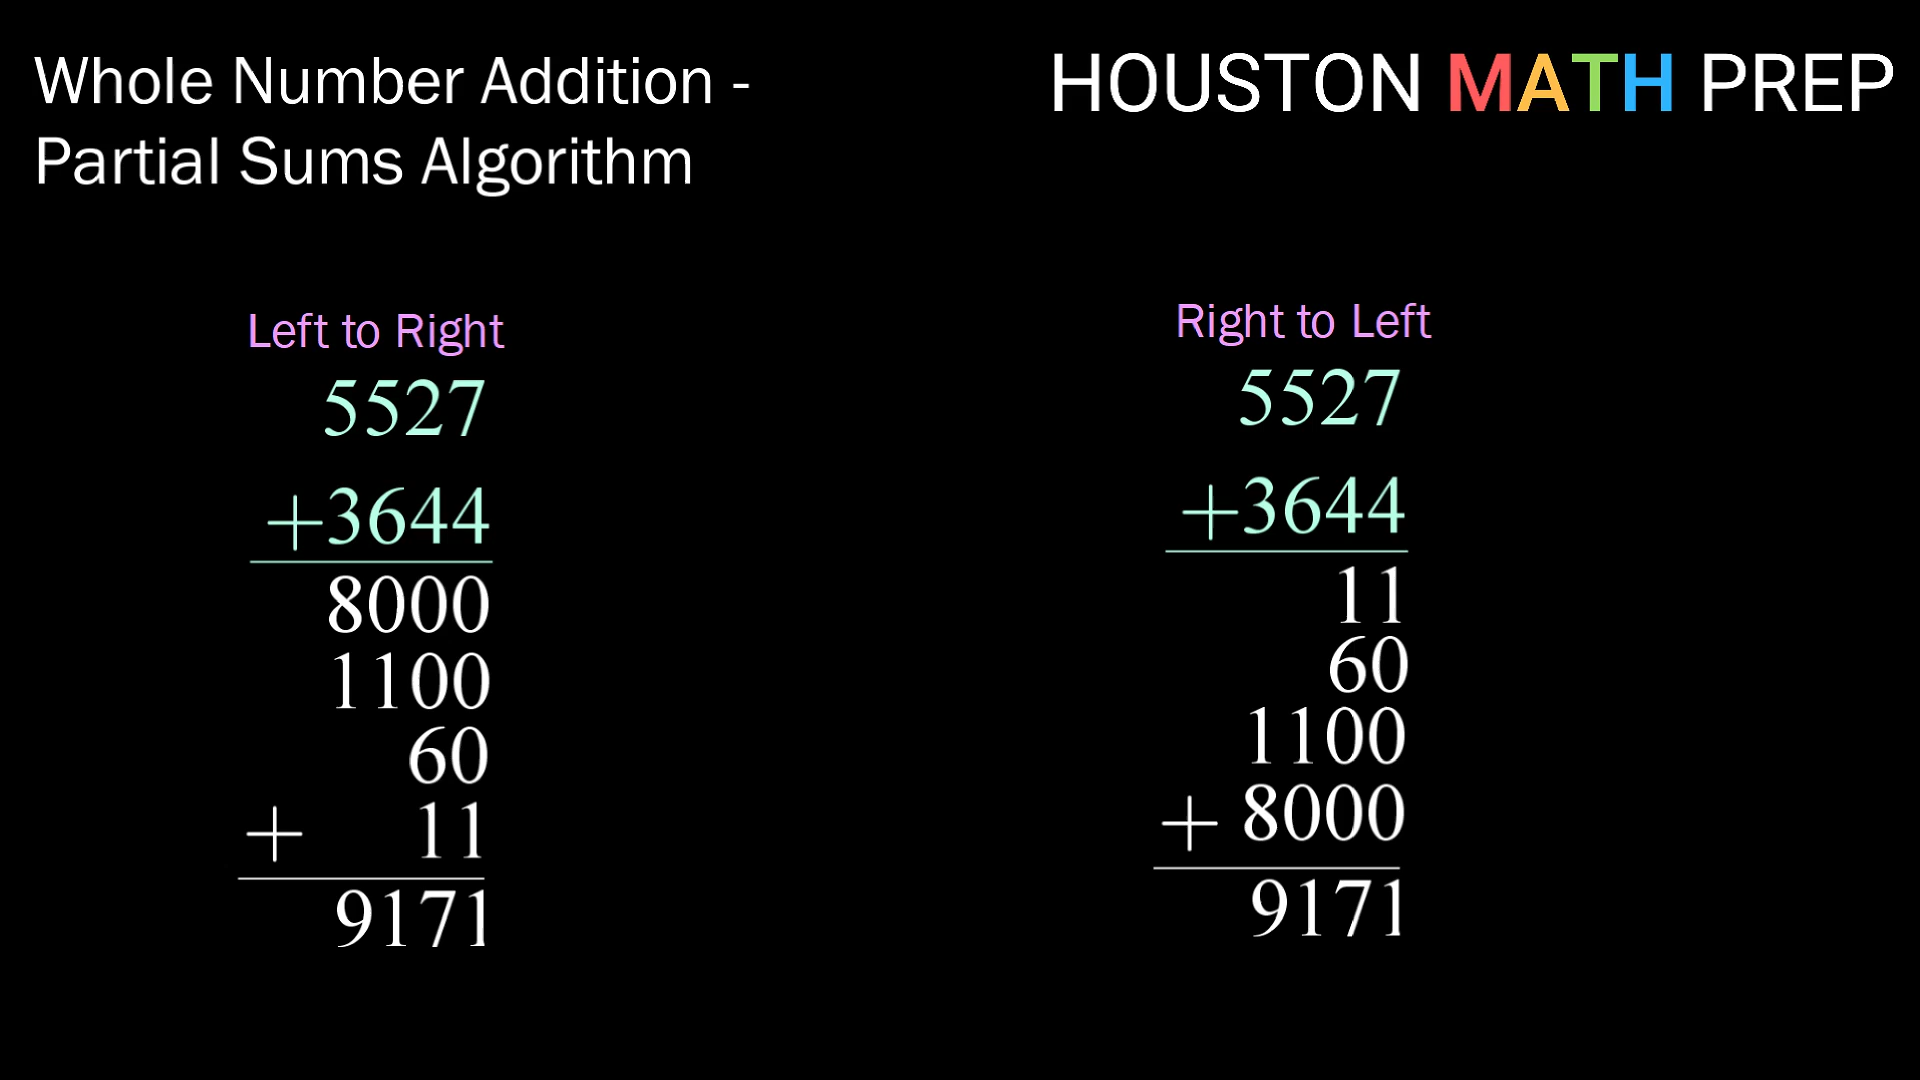 Whole Number Addition -
Partial Sums Algorithm
HOUSTON MATH PREP
Left to Right
5527
+3644
8000
1100
60
+ 11
9171
Right to Left
5527
+3644
11
60
1100
+ 8000
9171